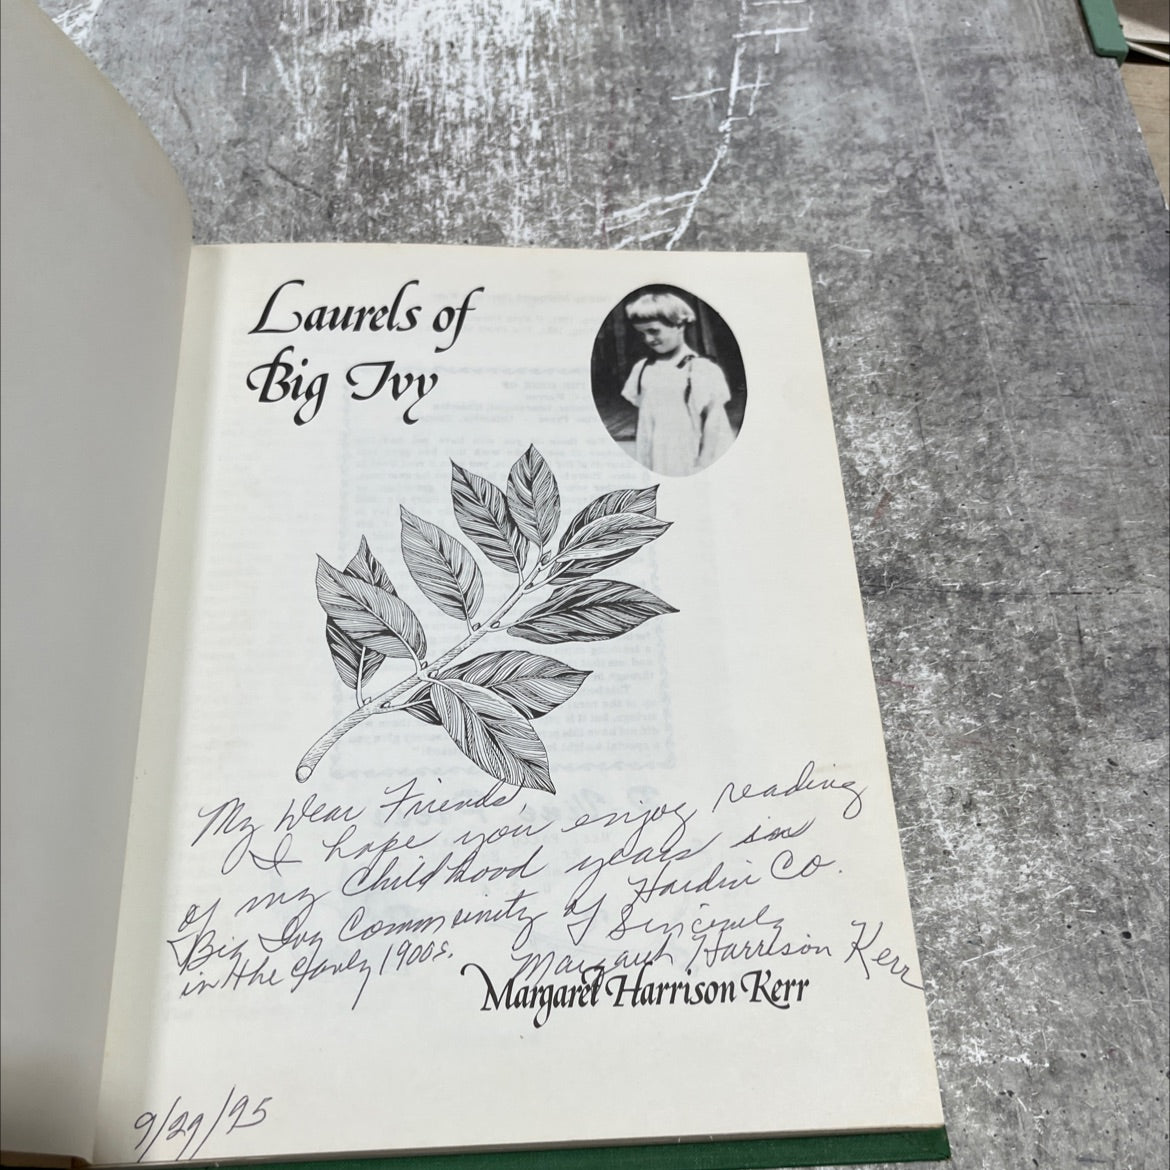 Laurels of
Big Ivy
My Dear Friends,
I hope you enjoy reading
of my childhood years in
Big Ivy Community of Hardin Co.
in the early 1900s.
Sincerely
Margaret Harrison Kerr
Margaret Harrison Kerr
9/29/95